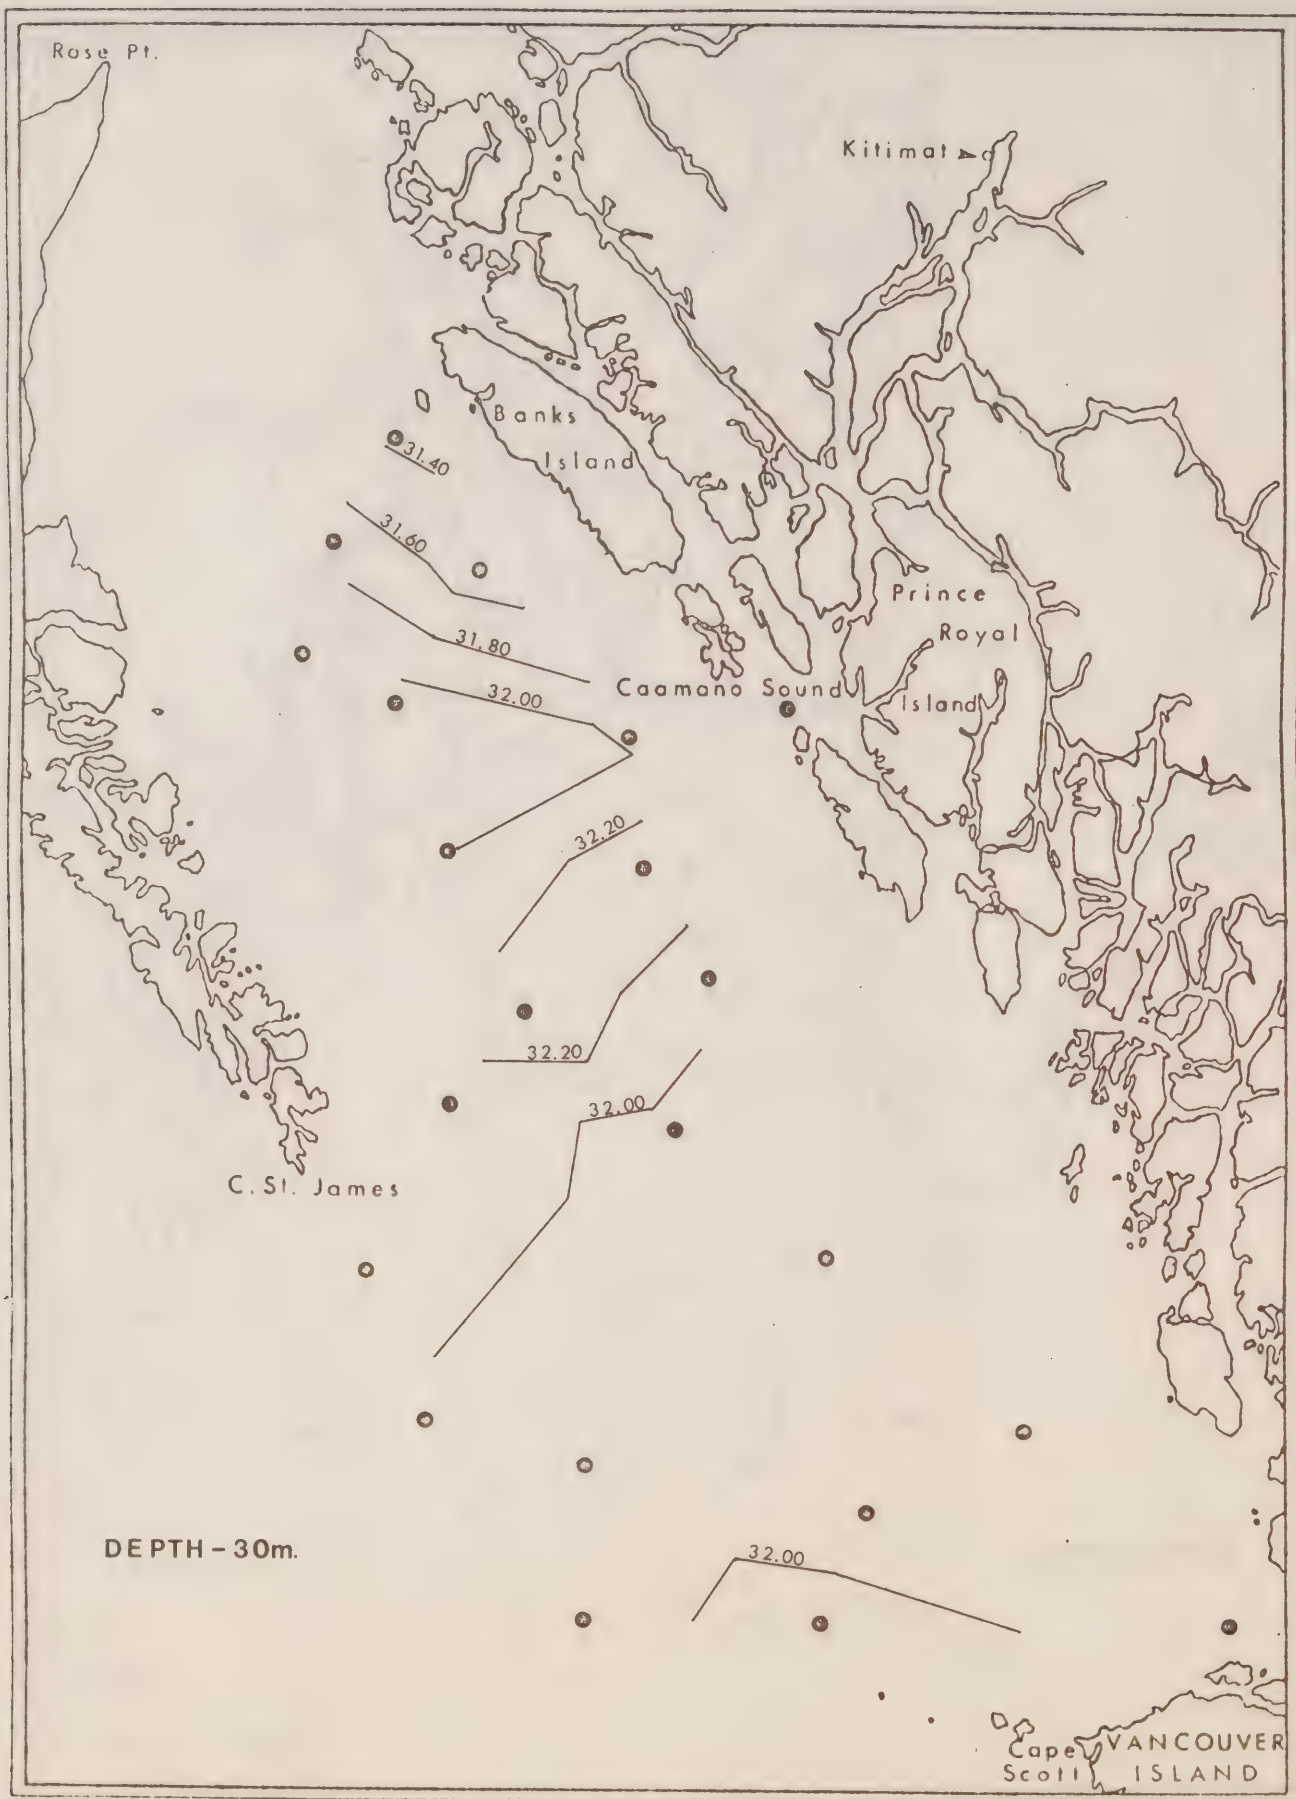 Rose Pt.
Kitimat
Banks
Island
31.40
31.60
Prince
Royal
Island
31.80
Caamano Sound
32.00
32.20
32.20
32.00
C. St. James
DEPTH – 30m.
32.00
Cape
Scott
VANCOUVER
ISLAND